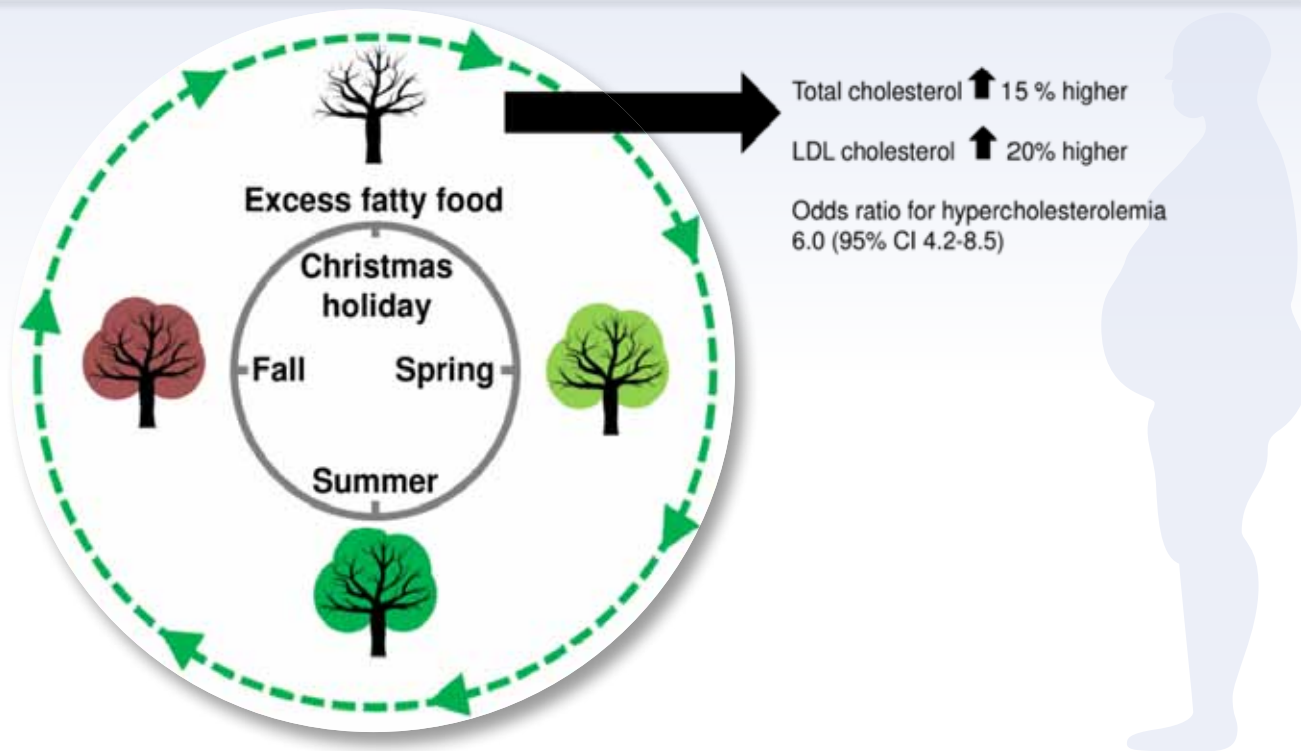 Excess fatty food
Christmas
holiday
Fall
Spring
Summer
Total cholesterol ⬆ 15 % higher
LDL cholesterol ⬆ 20% higher
Odds ratio for hypercholesterolemia
6.0 (95% CI 4.2-8.5)